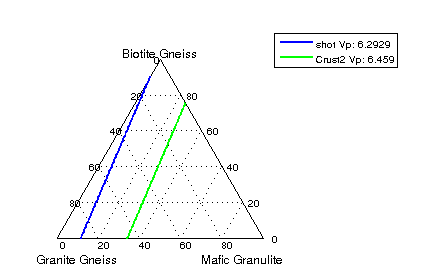 shot Vp: 6.2929
Crust2 Vp: 6.459
Biotite Gneiss
0
20 80
40 60
60 40
80 20
0 20 40 60 80 0
Granite Gneiss Mafic Granulite